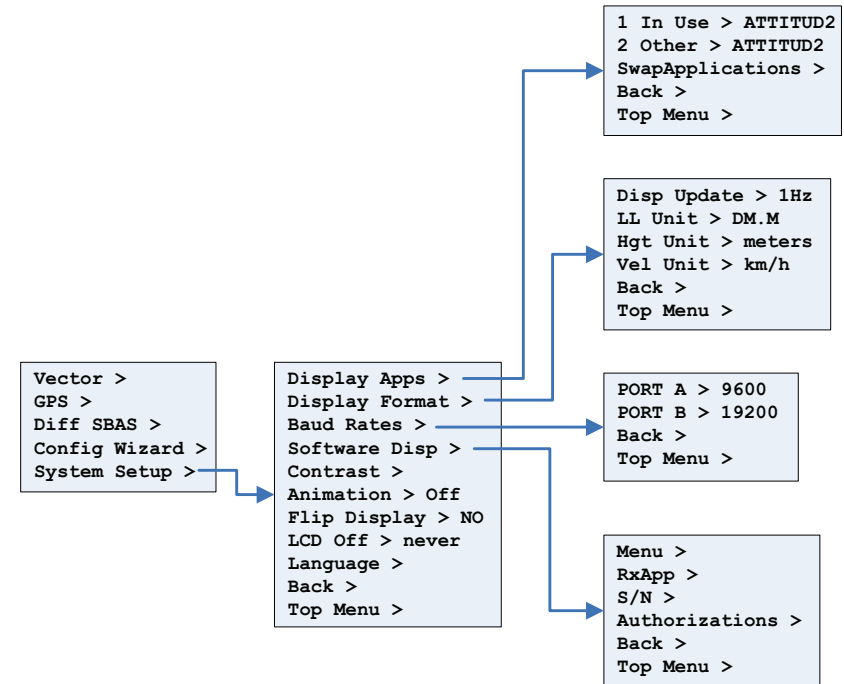 Vector >
GPS >
Diff SBAS >
Config Wizard >
System Setup >
Display Apps >
Display Format >
Baud Rates >
Software Disp >
Contrast >
Animation > Off
Flip Display > NO
LCD Off > never
Language >
Back >
Top Menu >
1 In Use > ATTITUD2
2 Other > ATTITUD2
SwapApplications >
Back >
Top Menu >
Disp Update > 1Hz
LL Unit > DM.M
Hgt Unit > meters
Vel Unit > km/h
Back >
Top Menu >
PORT A > 9600
PORT B > 19200
Back >
Top Menu >
Menu >
RxApp >
S/N >
Authorizations >
Back >
Top Menu >